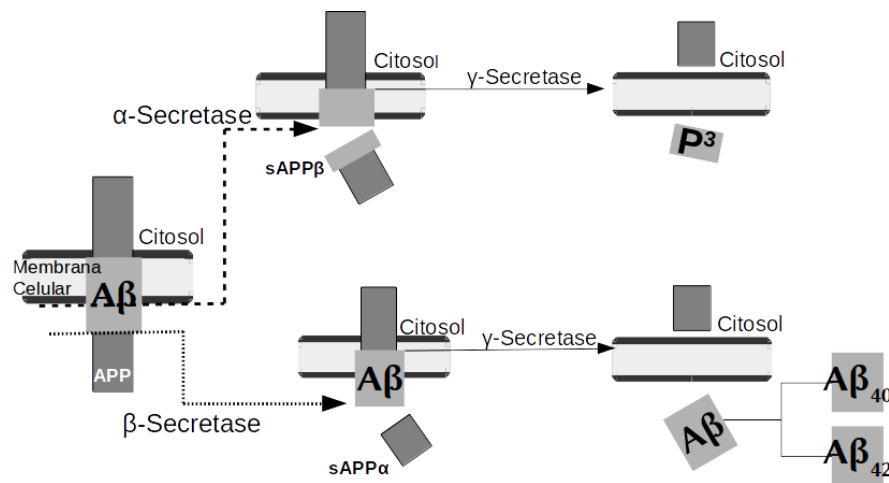 Citosol
γ-Secretase
Citosol
α-Secretase
P³
sAPPβ
Citosol
Membrana
Celular
Aβ
APP
Citosol
γ-Secretase
Citosol
Aβ
β-Secretase
sAPPα
Aβ
Aβ₄₀
Aβ₄₂